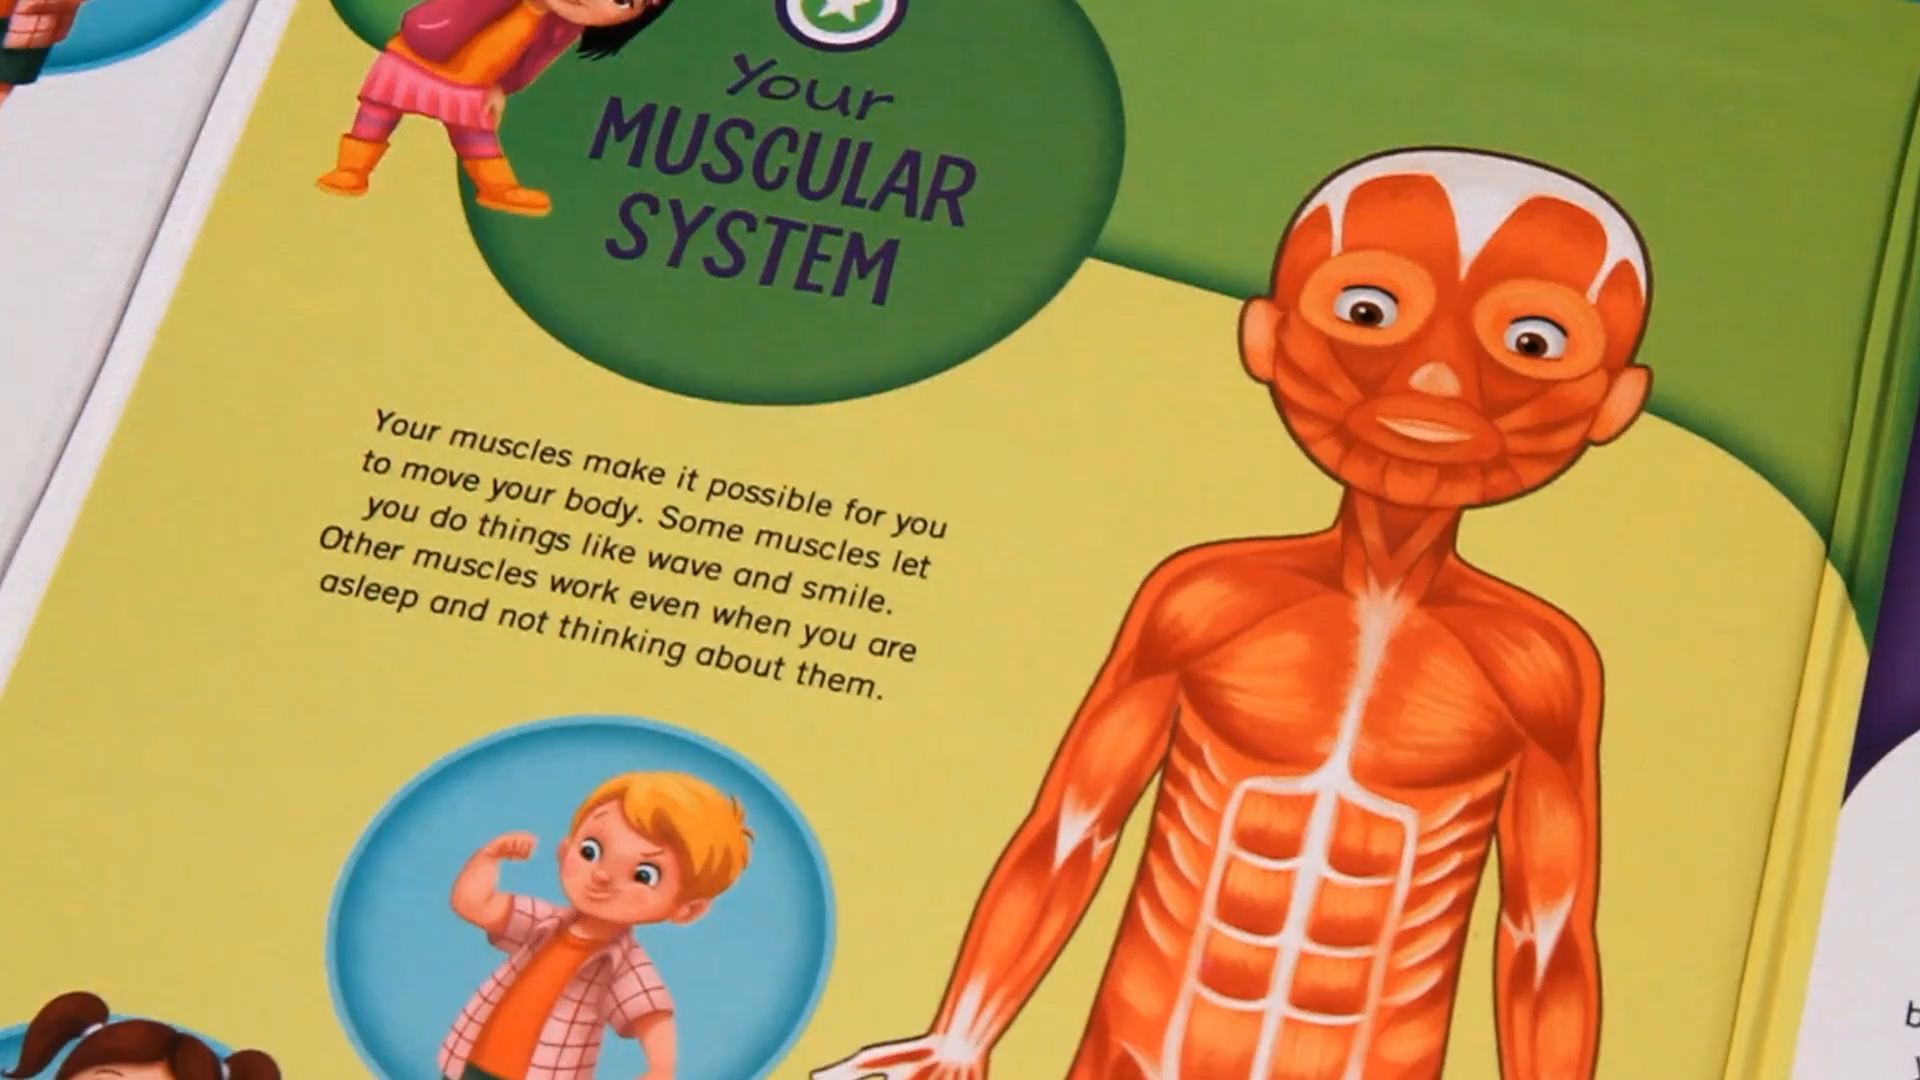 Your
MUSCULAR
SYSTEM
Your muscles make it possible for you
to move your body. Some muscles let
you do things like wave and smile.
Other muscles work even when you are
asleep and not thinking about them.